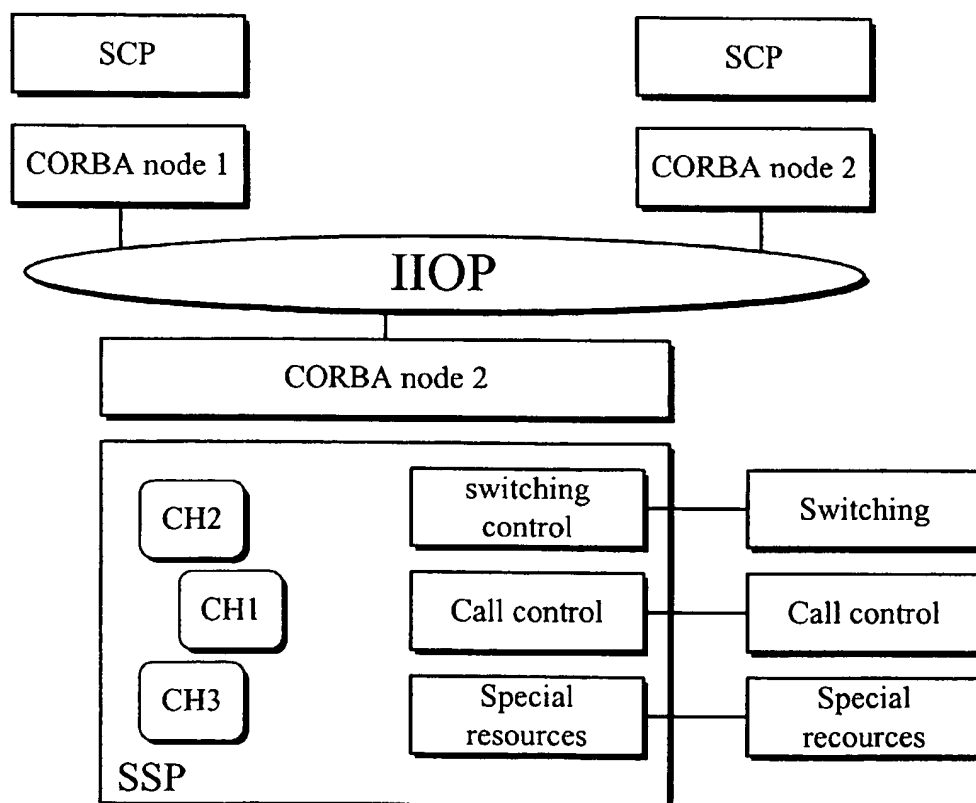 SCP
SCP
CORBA node 1
CORBA node 2
IIOP
CORBA node 2
CH2
switching
control
Switching
CH1
Call control
Call control
CH3
Special
resources
Special
recources
SSP